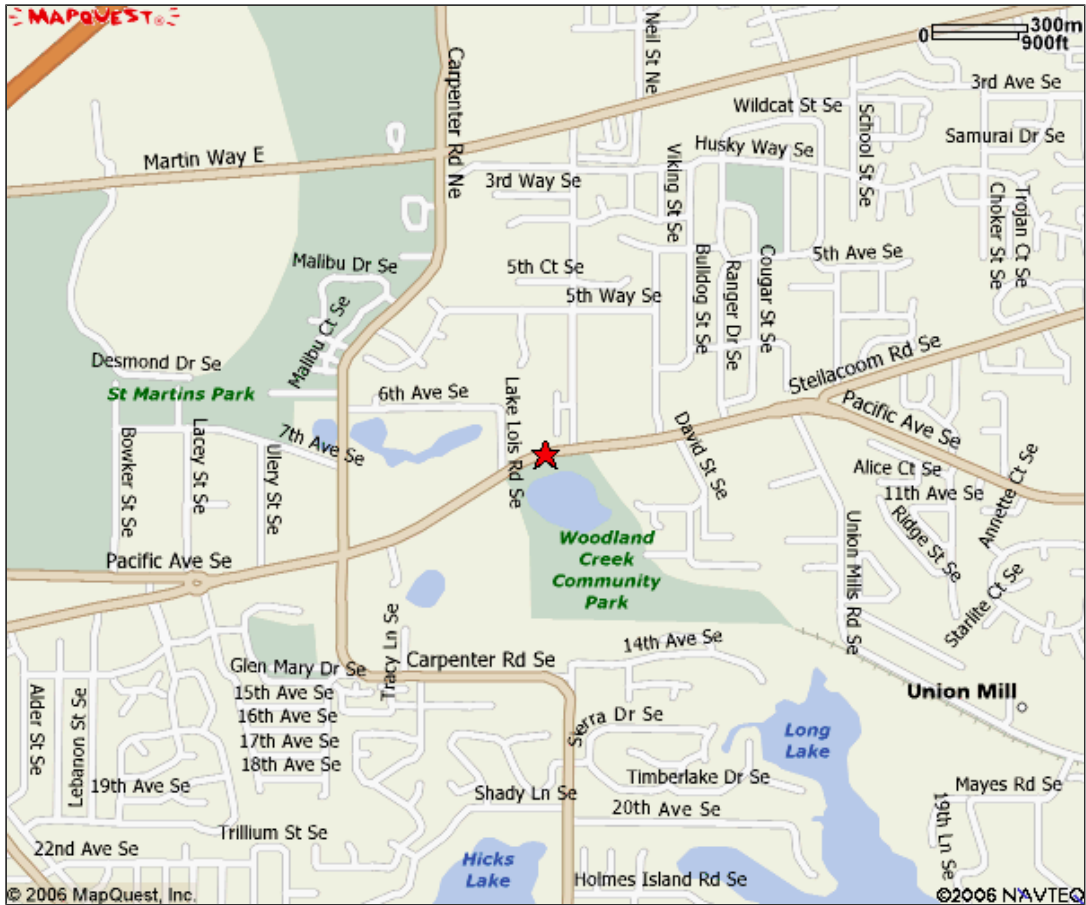 MAPQUEST®
300m
0
900ft
Neil St Ne
Carpenter Rd Ne
3rd Ave Se
Wildcat St Se
School St Se
Samurai Dr Se
Husky Way Se
Martin Way E
Viking St Se
3rd Way Se
Trojan Ct Se
Choker St Se
Malibu Dr Se
5th Ct Se
5th Ave Se
Bulldog St Se
Ranger Dr Se
Cougar St Se
5th Way Se
Malibu Ct Se
Desmond Dr Se
Steilacoom Rd Se
St Martins Park
6th Ave Se
Lake Lois Rd Se
Pacific Ave Se
Bowker St Se
Lacey St Se
7th Ave Se
Ulery St Se
David St Se
Alice Ct Se
11th Ave Se
Annette Ct Se
Ridge St Se
Union Mills Rd Se
Woodland
Creek
Community
Park
Pacific Ave Se
Starlite Ct Se
Tracy Ln Se
14th Ave Se
Glen Mary Dr Se
Carpenter Rd Se
15th Ave Se
16th Ave Se
17th Ave Se
18th Ave Se
Alder St Se
Lebanon St Se
Union Mill
Sierra Dr Se
Long
Lake
19th Ave Se
Timberlake Dr Se
Mayes Rd Se
Shady Ln Se
20th Ave Se
19th Ln Se
Trillium St Se
22nd Ave Se
Hicks
Lake
Holmes Island Rd Se
© 2006 MapQuest, Inc.
©2006 NAVTEQ